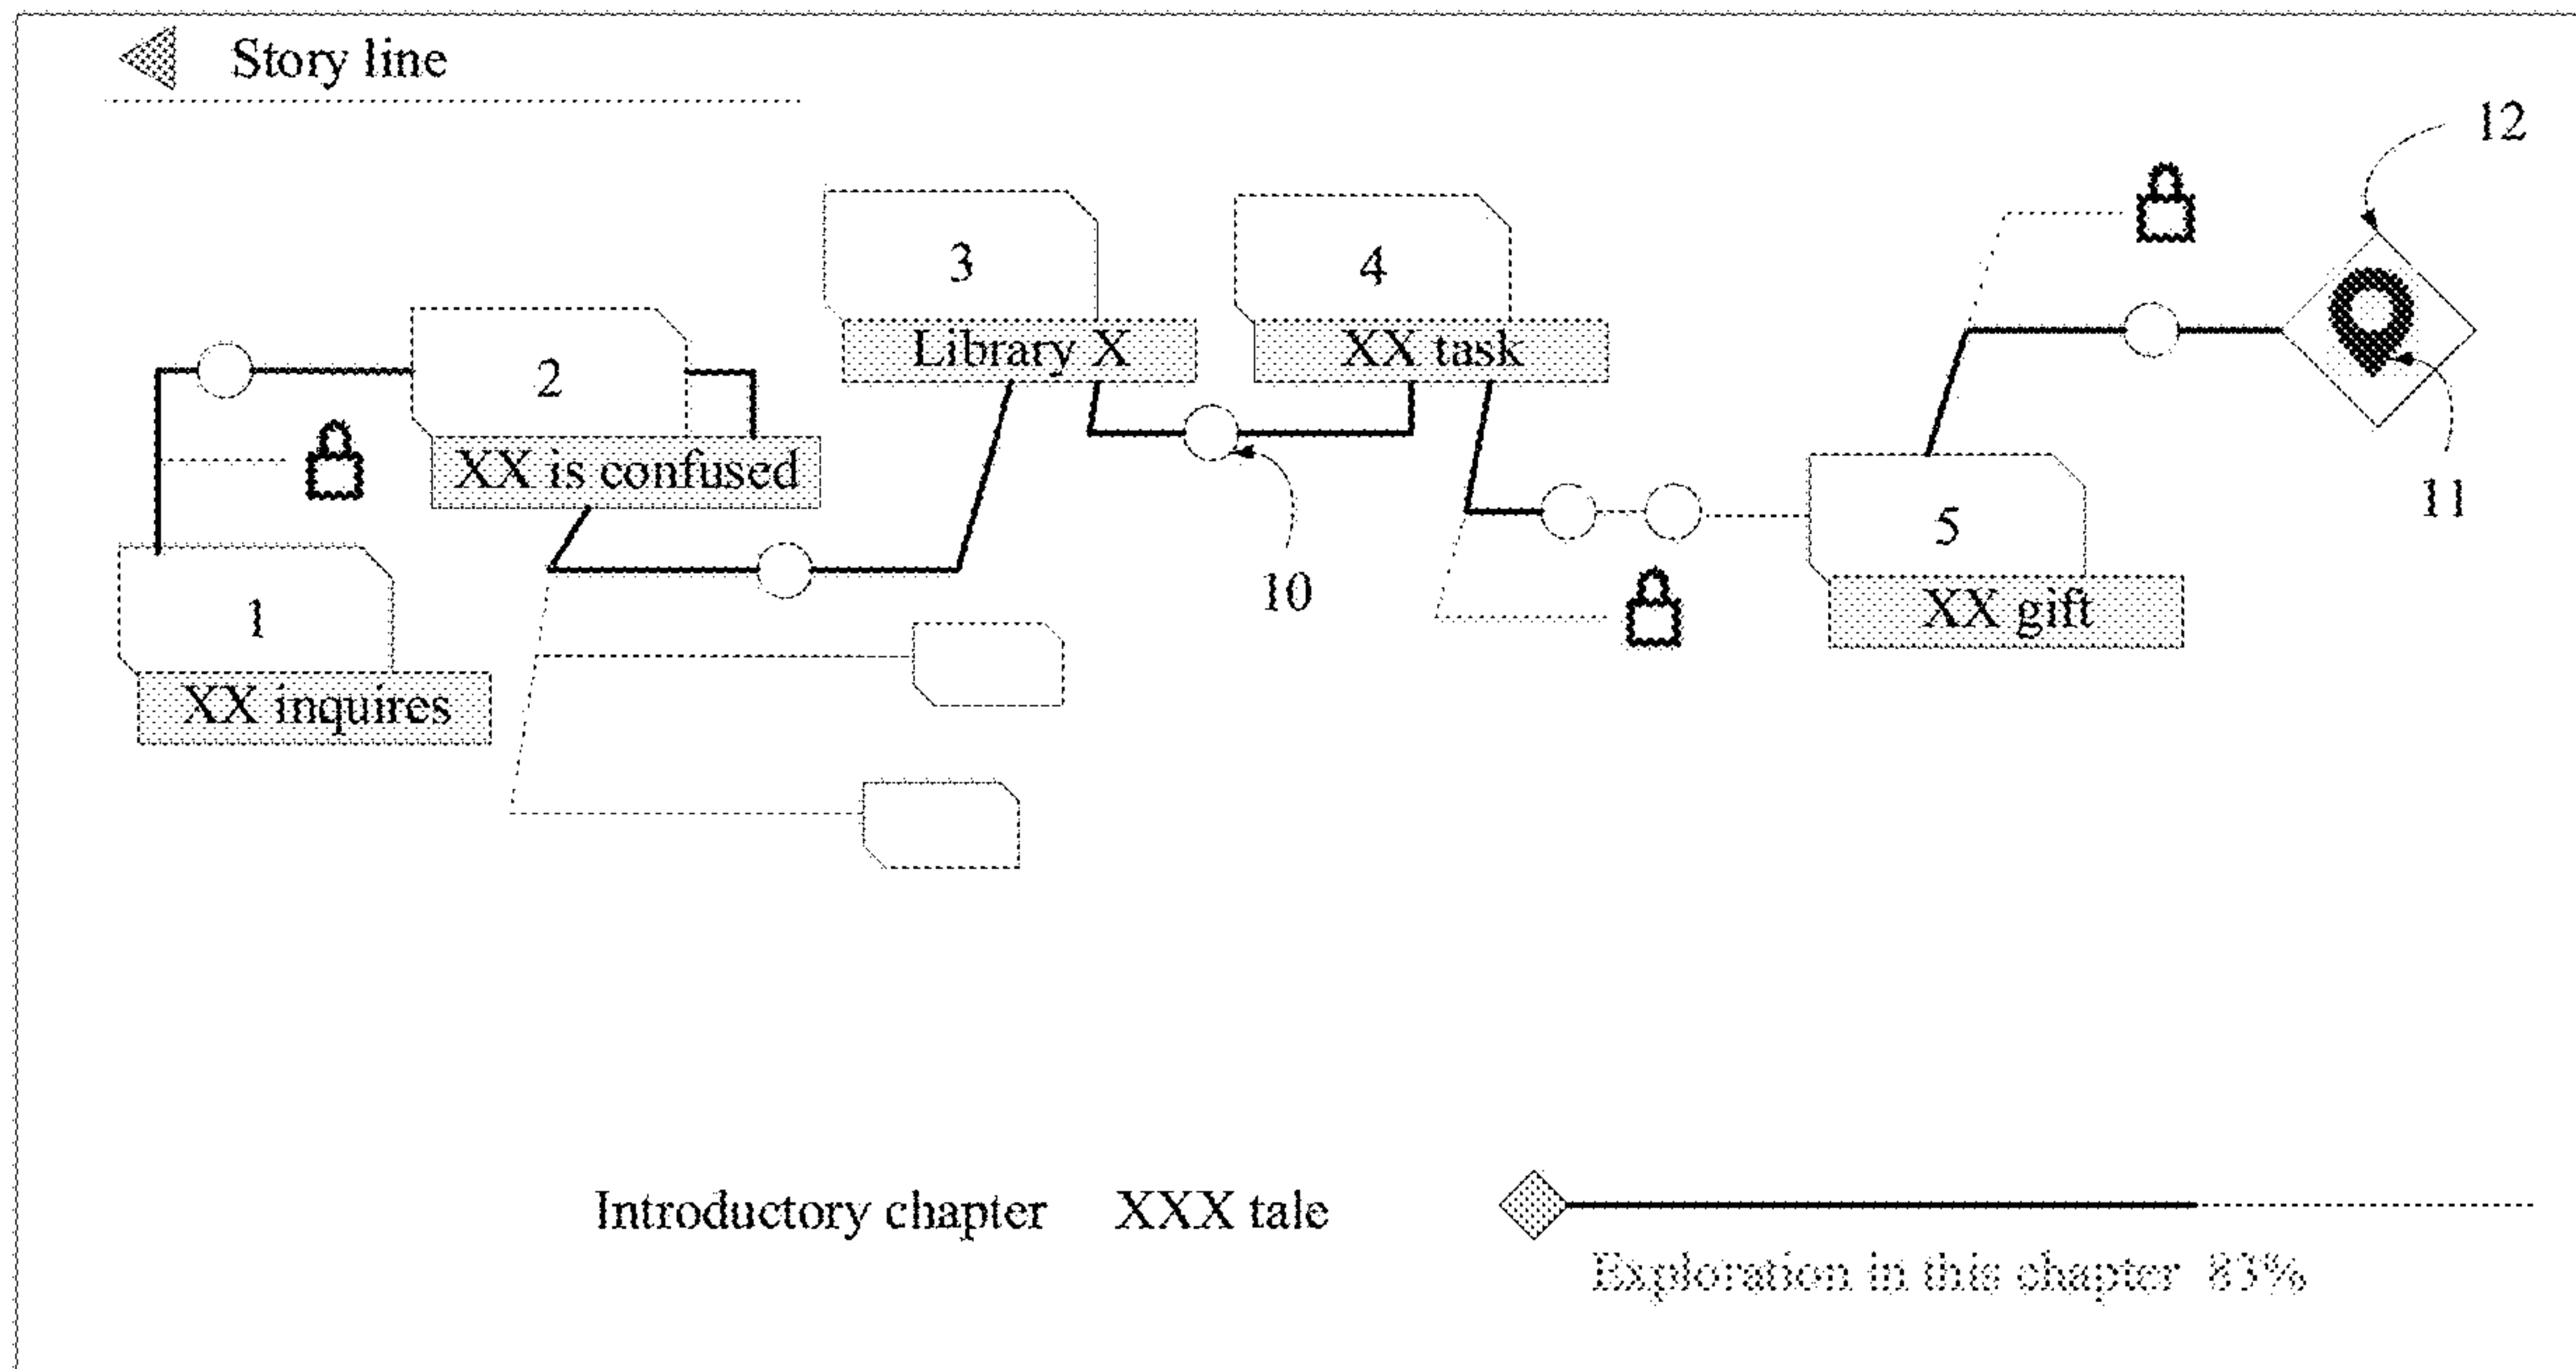 Story line
12
3
4
Library X
XX task
2
XX is confused
11
10
5
XX gift
1
XX inquires
Introductory chapter XXX tale
Exploration in this chapter 83%